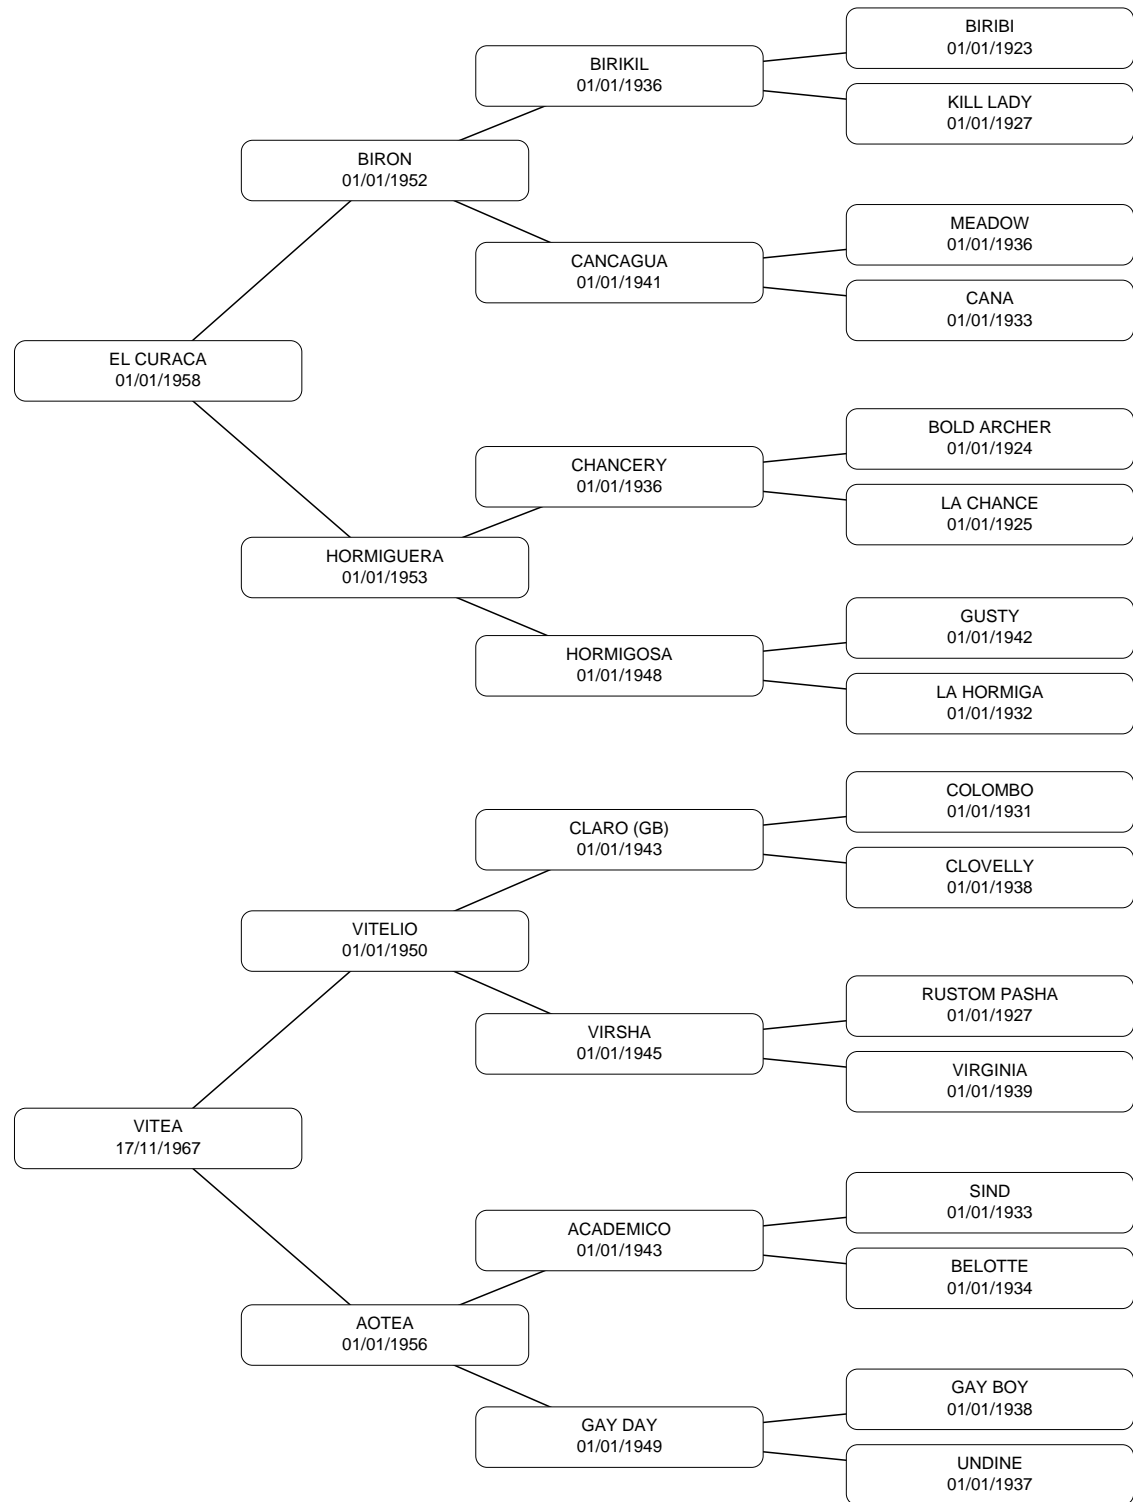 BIRIBI
01/01/1923
BIRIKIL
01/01/1936
KILL LADY
01/01/1927
BIRON
01/01/1952
MEADOW
01/01/1936
CANCAGUA
01/01/1941
CANA
01/01/1933
EL CURACA
01/01/1958
BOLD ARCHER
01/01/1924
CHANCERY
01/01/1936
LA CHANCE
01/01/1925
HORMIGUERA
01/01/1953
GUSTY
01/01/1942
HORMIGOSA
01/01/1948
LA HORMIGA
01/01/1932
COLOMBO
01/01/1931
CLARO (GB)
01/01/1943
CLOVELLY
01/01/1938
VITELIO
01/01/1950
RUSTOM PASHA
01/01/1927
VIRSHA
01/01/1945
VIRGINIA
01/01/1939
VITEA
17/11/1967
SIND
01/01/1933
ACADEMICO
01/01/1943
BELOTTE
01/01/1934
AOTEA
01/01/1956
GAY BOY
01/01/1938
GAY DAY
01/01/1949
UNDINE
01/01/1937